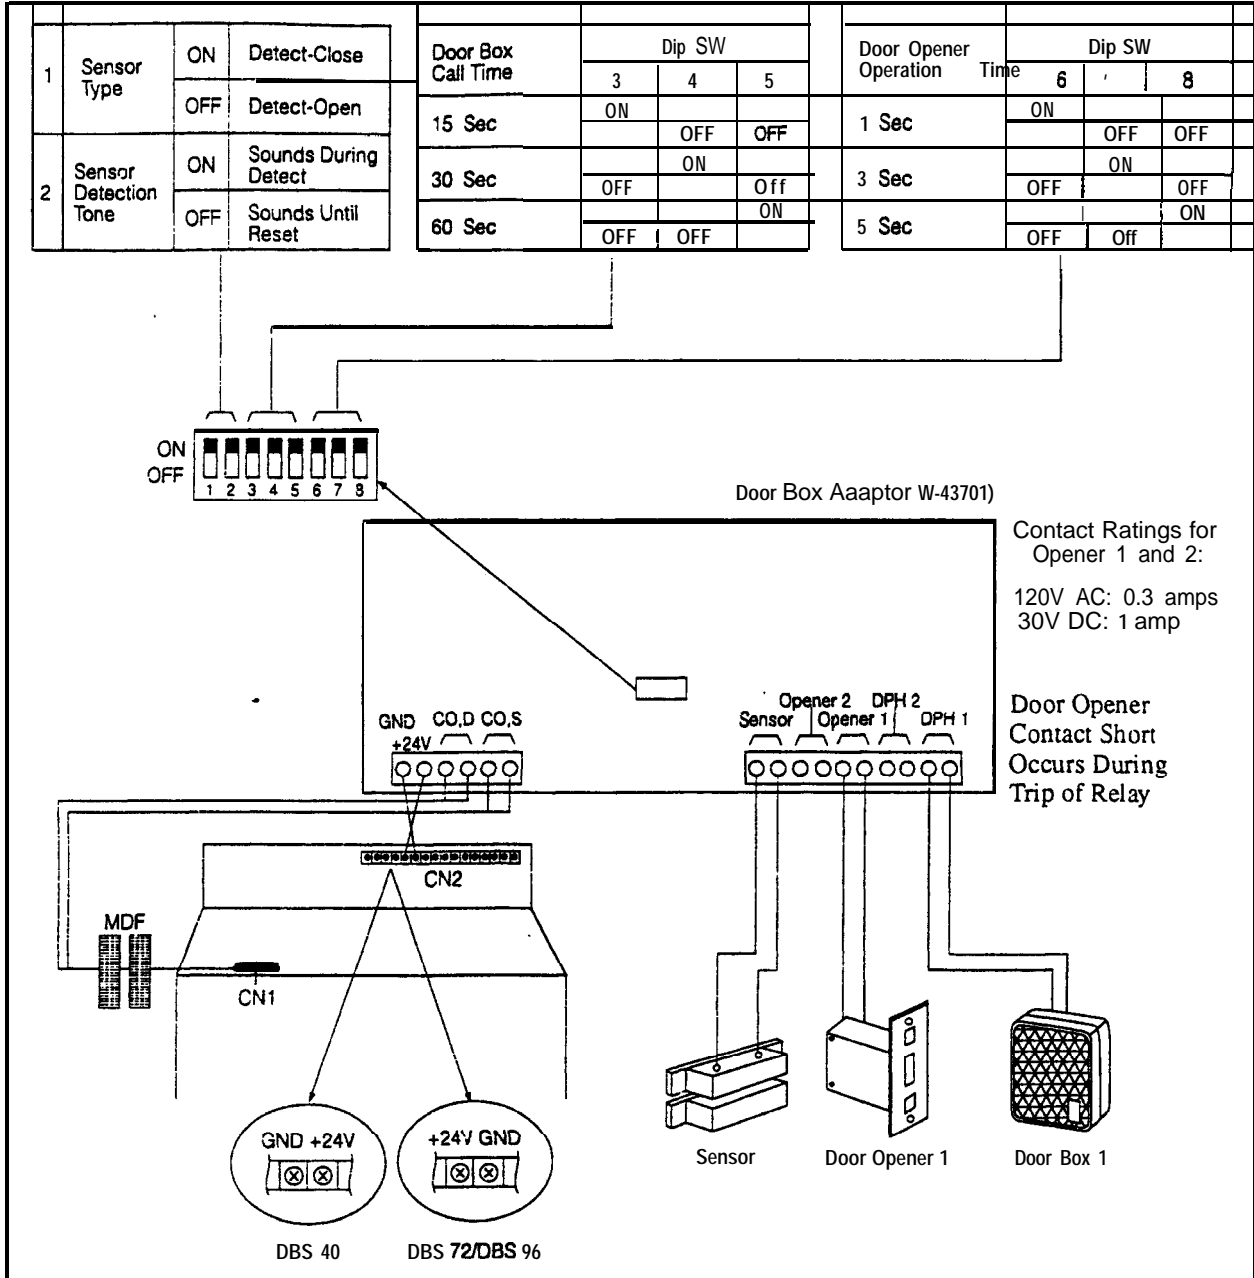 1 Sensor Type ON Detect-Close
OFF Detect-Open
2 Sensor Detection Tone ON Sounds During Detect
OFF Sounds Until Reset
Door Box Call Time Dip SW
3 4 5
15 Sec ON
OFF OFF
30 Sec ON
OFF Off
60 Sec ON
OFF OFF
Door Opener Operation Time Dip SW
6 ' 8
1 Sec ON
OFF OFF
3 Sec ON
OFF OFF
5 Sec ON
OFF Off
ON
OFF
1 2 3 4 5 6 7 8
Door Box Aaaptor W-43701)
Contact Ratings for
Opener 1 and 2:
120V AC: 0.3 amps
30V DC: 1 amp
Opener 2 DPH 2
Sensor Opener 1 DPH 1
GND CO,D CO,S
+24V
Door Opener
Contact Short
Occurs During
Trip of Relay
CN2
MDF
CN1
GND +24V
+24V GND
Sensor
Door Opener 1
Door Box 1
DBS 40
DBS 72/DBS 96